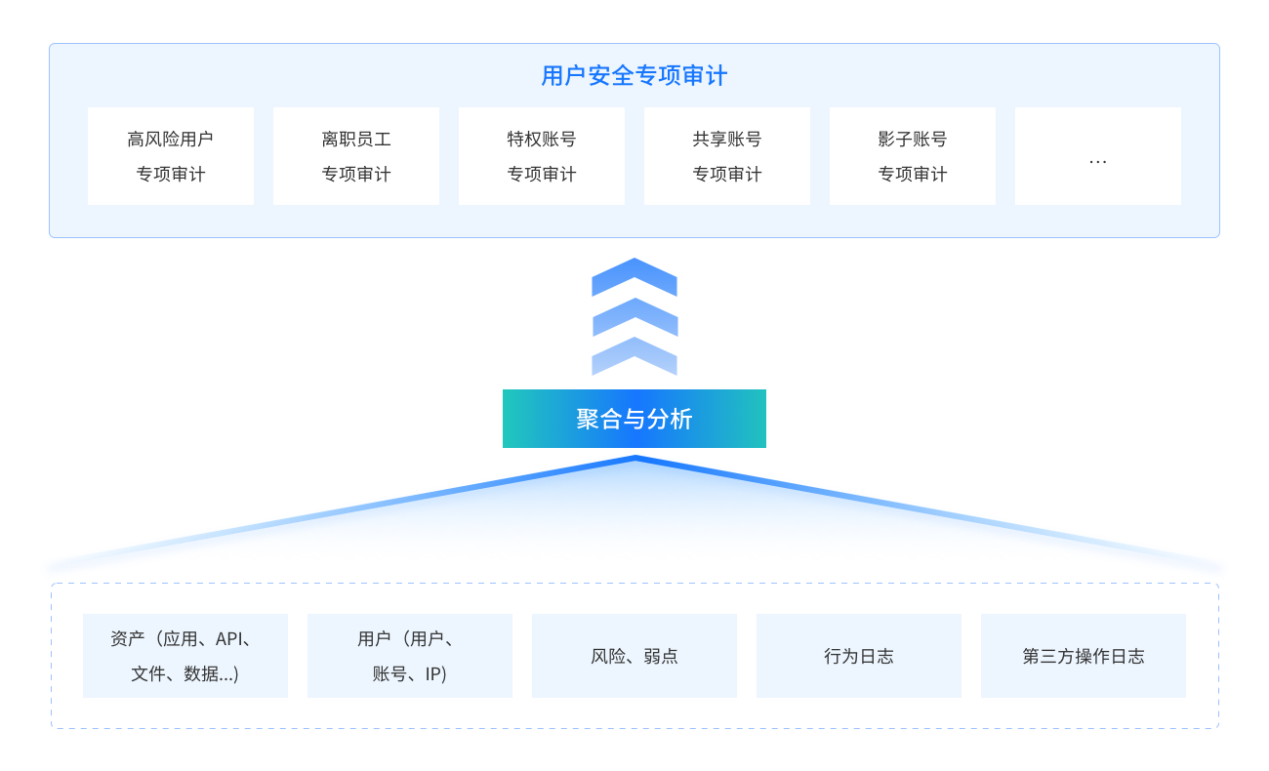 用户安全专项审计
高风险用户
专项审计
离职员工
专项审计
特权账号
专项审计
共享账号
专项审计
影子账号
专项审计
...
聚合与分析
资产（应用、API、
文件、数据...)
用户（用户、
账号、IP)
风险、弱点
行为日志
第三方操作日志